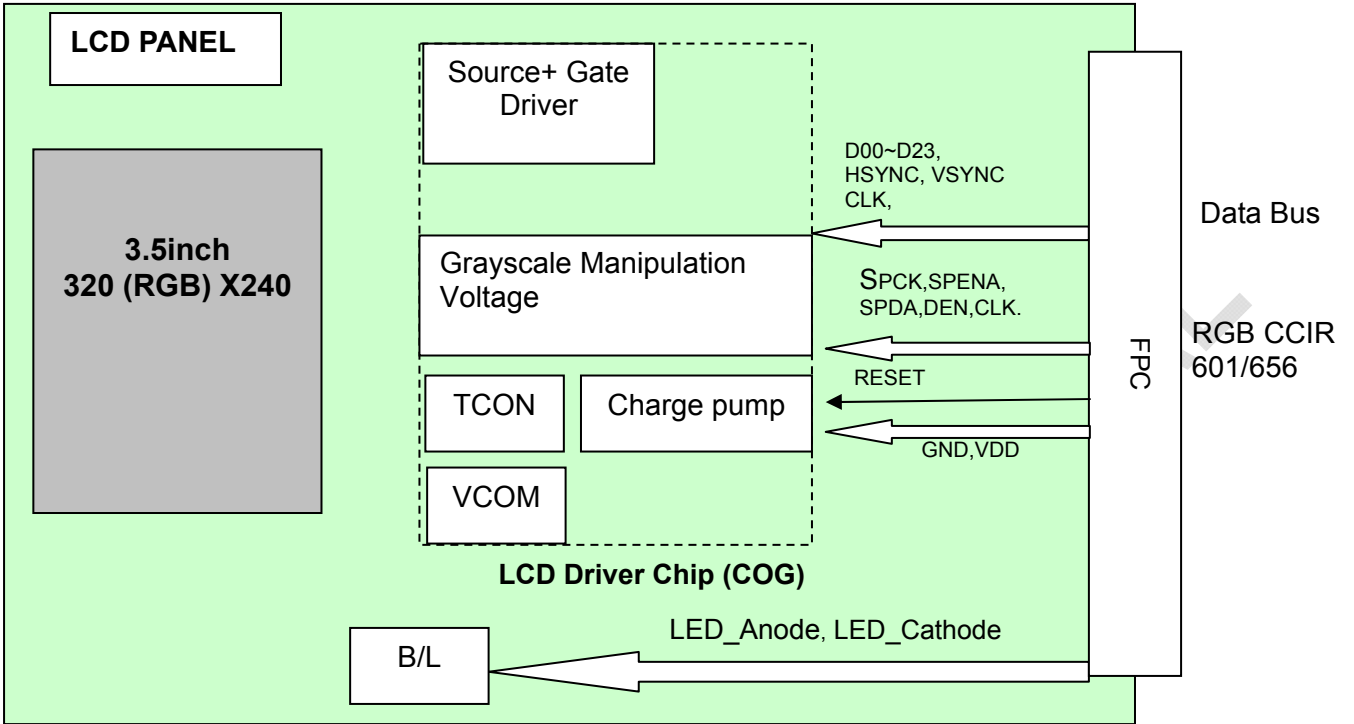 LCD PANEL
3.5inch
320 (RGB) X240
Source+ Gate
Driver
Grayscale Manipulation
Voltage
TCON
Charge pump
VCOM
LCD Driver Chip (COG)
B/L
D00~D23,
HSYNC, VSYNC
CLK,
SPCK,SPENA,
SPDA,DEN,CLK.
RESET
GND,VDD
LED_Anode, LED_Cathode
FPC
Data Bus
RGB CCIR
601/656